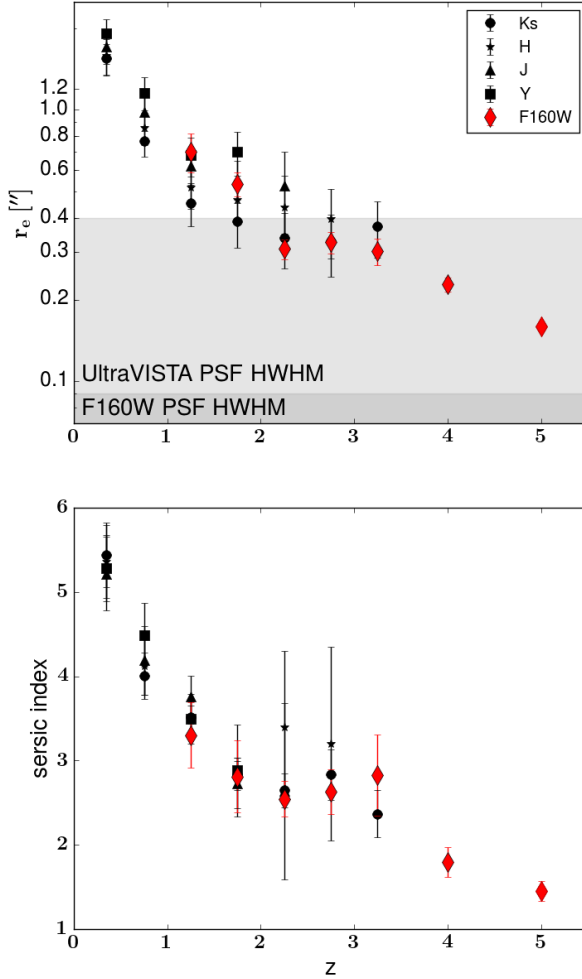 Ks
H
J
Y
F160W
1.2
1.0
0.8
0.6
0.4
0.3
0.2
0.1
r_e [″]
UltraVISTA PSF HWHM
F160W PSF HWHM
0 1 2 3 4 5
6
5
4
3
2
1
sersic index
0 1 2 3 4 5
z